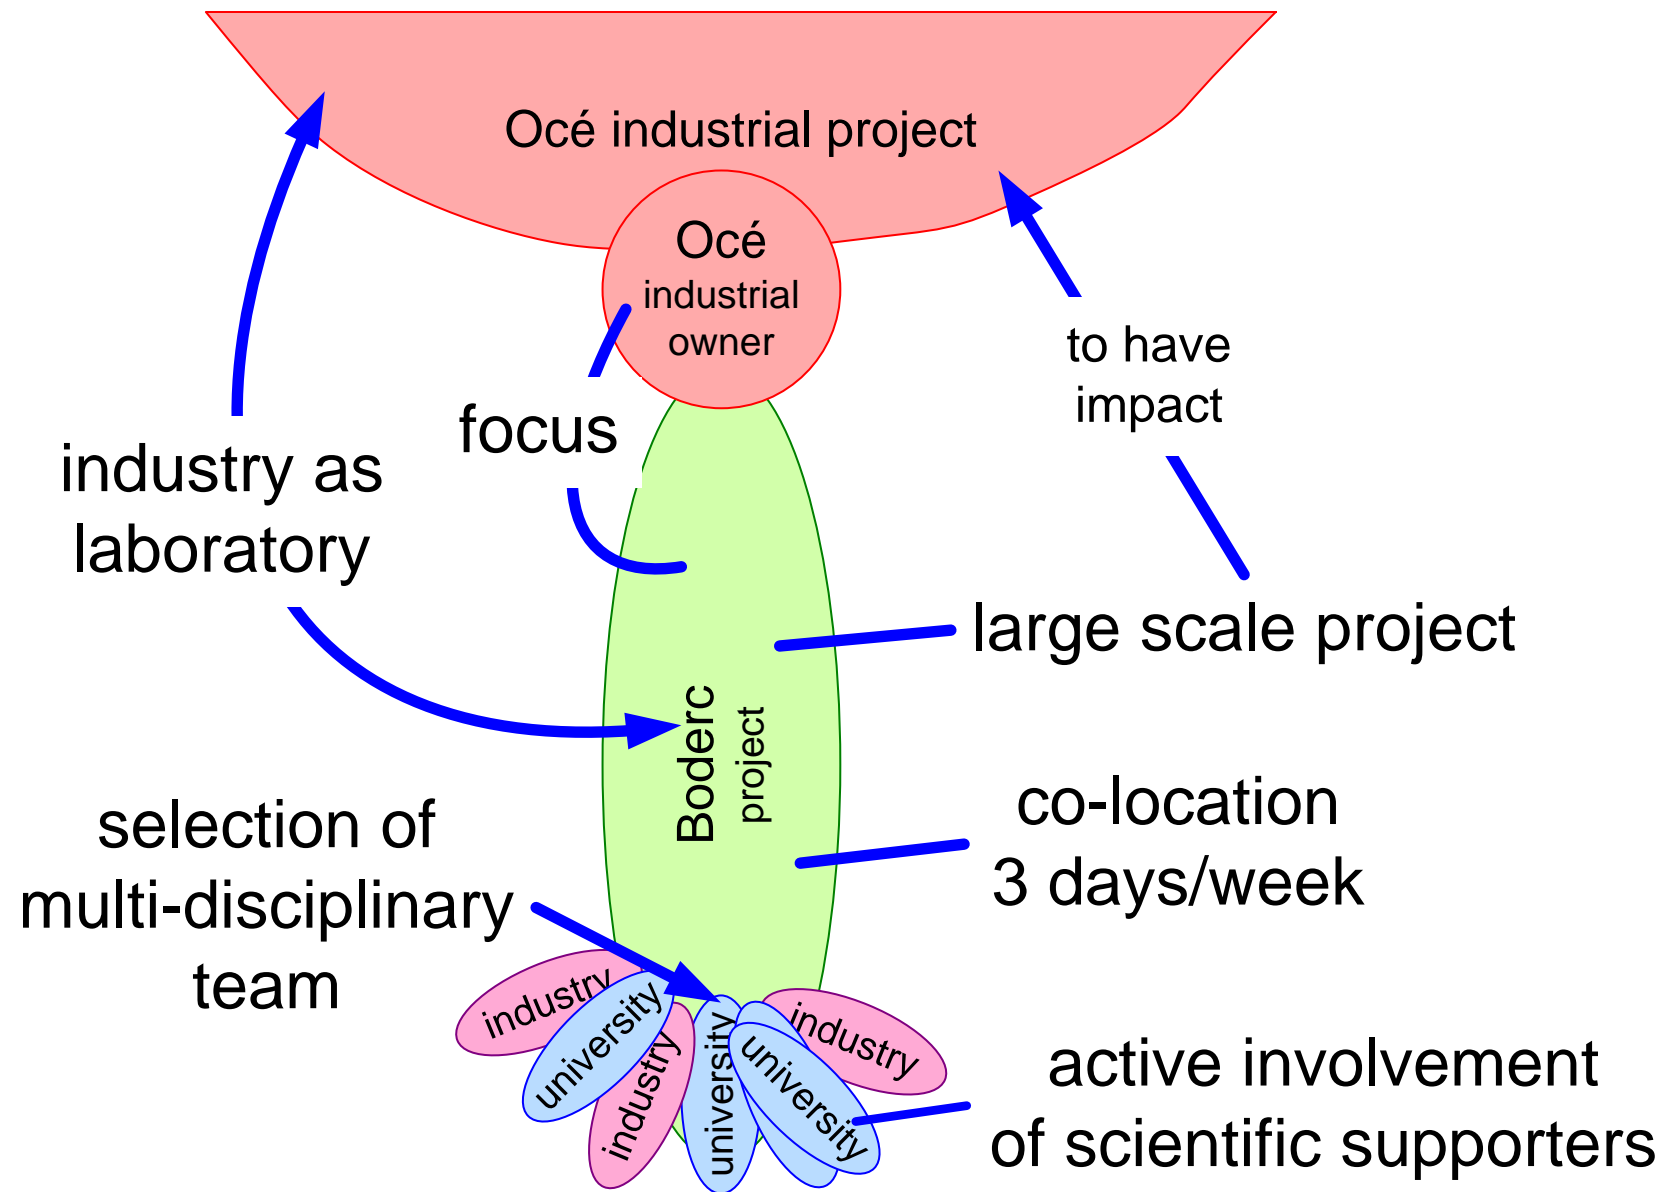 Océ industrial project
Océ
industrial
owner
to have
impact
focus
industry as
laboratory
large scale project
Boderc
project
co-location
3 days/week
selection of
multi-disciplinary
team
industry
university
industry
university
university
industry
active involvement
of scientific supporters